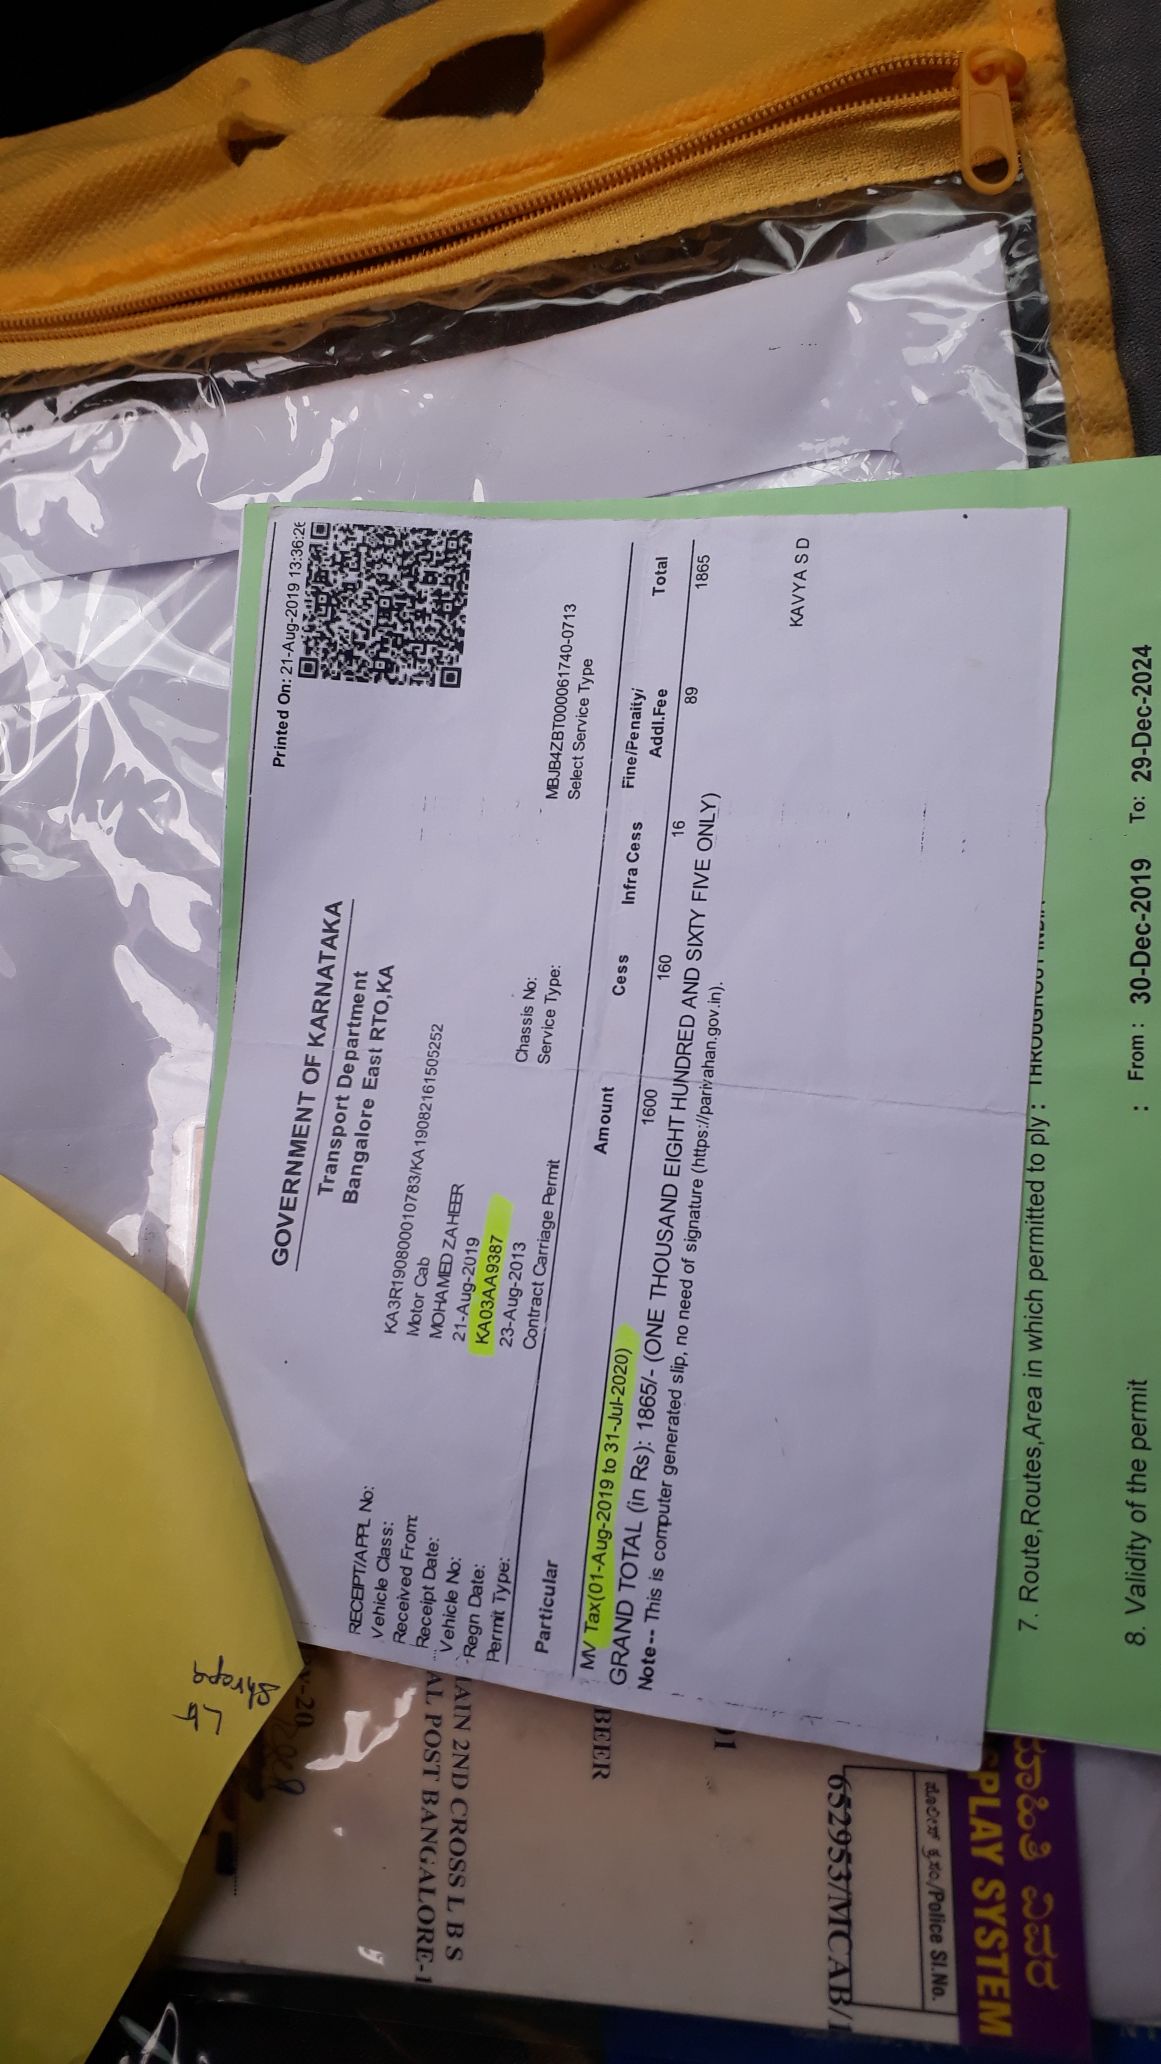 Printed On: 21-Aug-2019 13:36:26
GOVERNMENT OF KARNATAKA
Transport Department
Bangalore East RTO,KA
RECEIPT/APPL No: KA3R190800010783/KA19082161505252
Vehicle Class: Motor Cab
Received From: MOHAMED ZAHEER
Receipt Date: 21-Aug-2019
Vehicle No: KA03AA9387 Chassis No: MBJB4ZBT000061740-0713
Regn Date: 23-Aug-2013 Service Type: Select Service Type
Permit Type: Contract Carriage Permit
Particular Amount Cess Infra Cess Fine/Penalty/ Addl.Fee Total
MV Tax(01-Aug-2019 to 31-Jul-2020) 1600 160 16 89 1865
GRAND TOTAL (in Rs): 1865/- (ONE THOUSAND EIGHT HUNDRED AND SIXTY FIVE ONLY)
Note-- This is computer generated slip, no need of signature (https://parivahan.gov.in).
KAVYA S D
7. Route,Routes,Area in which permitted to ply : THROUGHOUT INDIA
8. Validity of the permit : From : 30-Dec-2019 To: 29-Dec-2024
AIN 2ND CROSS L B S
AL POST BANGALORE-1
BEER
652953/MCAB/1
/Police Sl.No.
SPLAY SYSTEM